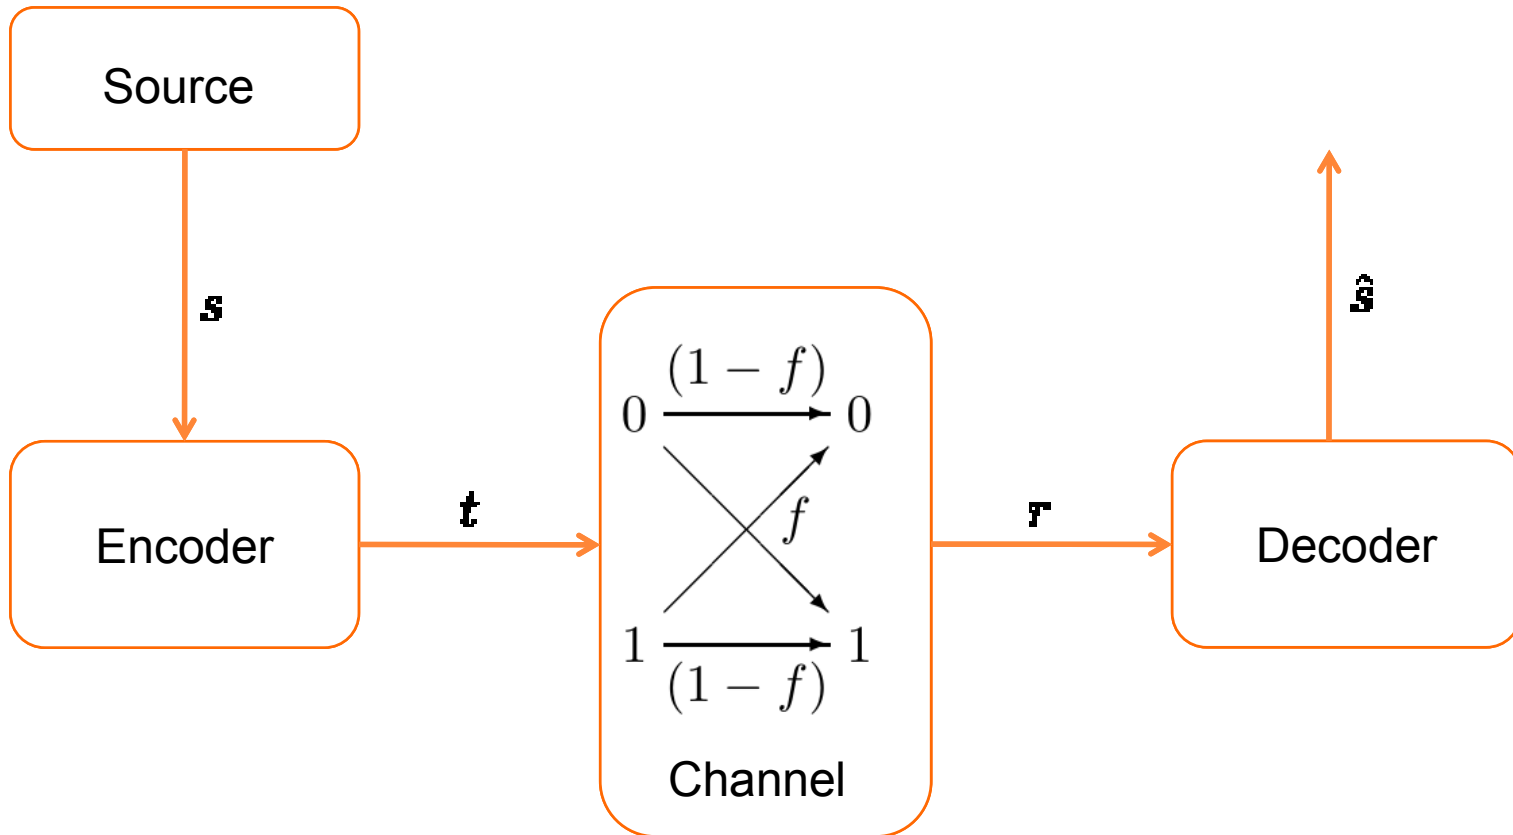 Source
s
ŝ
(1 − f)
0 0
f
1 1
(1 − f)
Encoder
t
r
Decoder
Channel